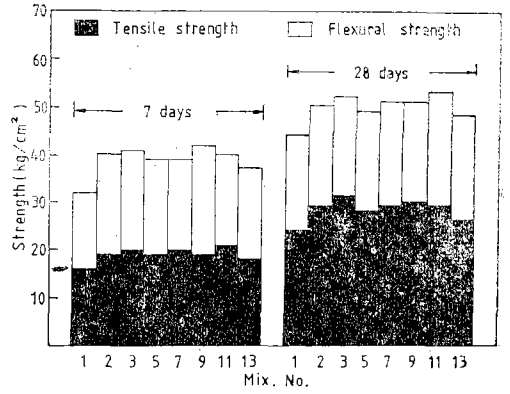 70
Tensile strength
Flexural strength
60
28 days
50
7 days
40
30
20
10
Strength(kg/cm²)
1 2 3 5 7 9 11 13
1 2 3 5 7 9 11 13
Mix. No.